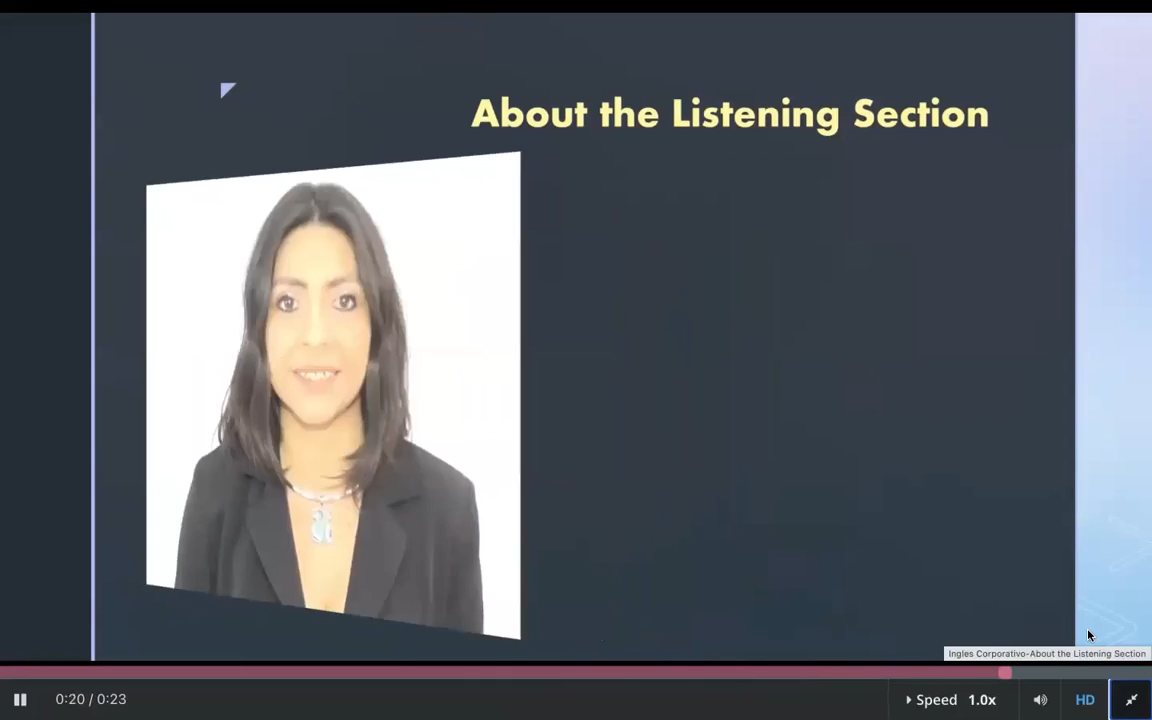 About the Listening Section
Ingles Corporativo-About the Listening Section
0:20 / 0:23
Speed 1.0x
HD